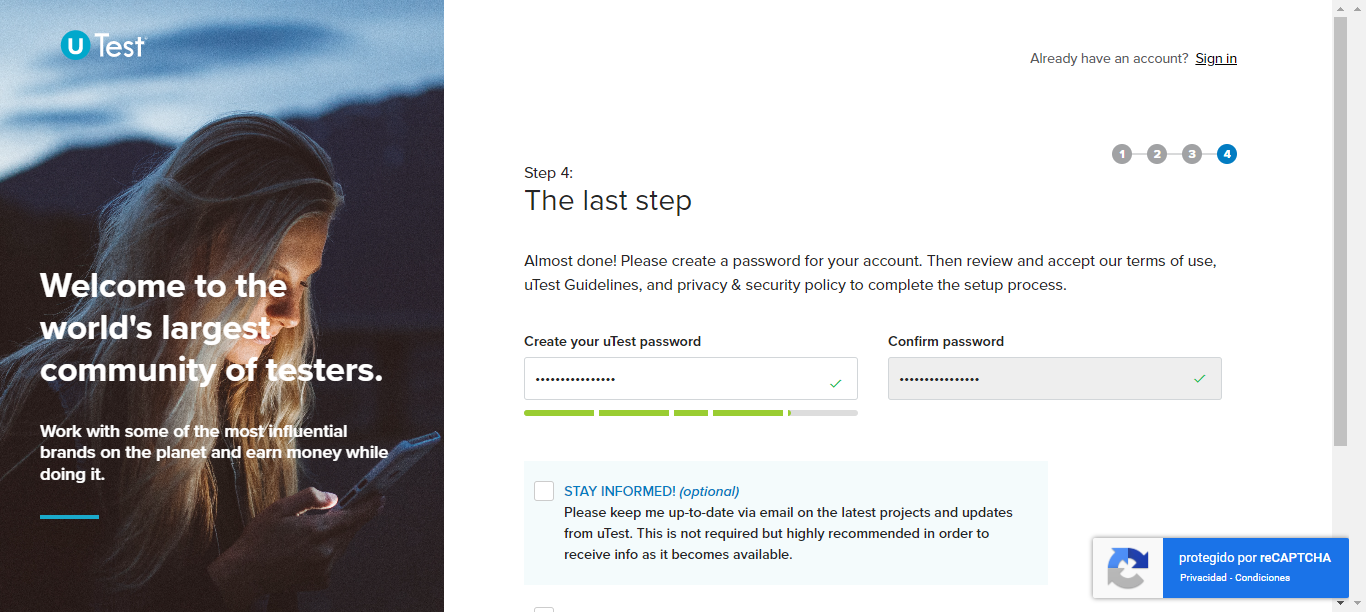 U Test
Already have an account? Sign in
1 2 3 4
Step 4:
The last step
Almost done! Please create a password for your account. Then review and accept our terms of use,
uTest Guidelines, and privacy & security policy to complete the setup process.
Create your uTest password
Confirm password
••••••••••••••••
••••••••••••••••
Welcome to the
world's largest
community of testers.
Work with some of the most influential
brands on the planet and earn money while
doing it.
STAY INFORMED! (optional)
Please keep me up-to-date via email on the latest projects and updates
from uTest. This is not required but highly recommended in order to
receive info as it becomes available.
protegido por reCAPTCHA
Privacidad - Condiciones